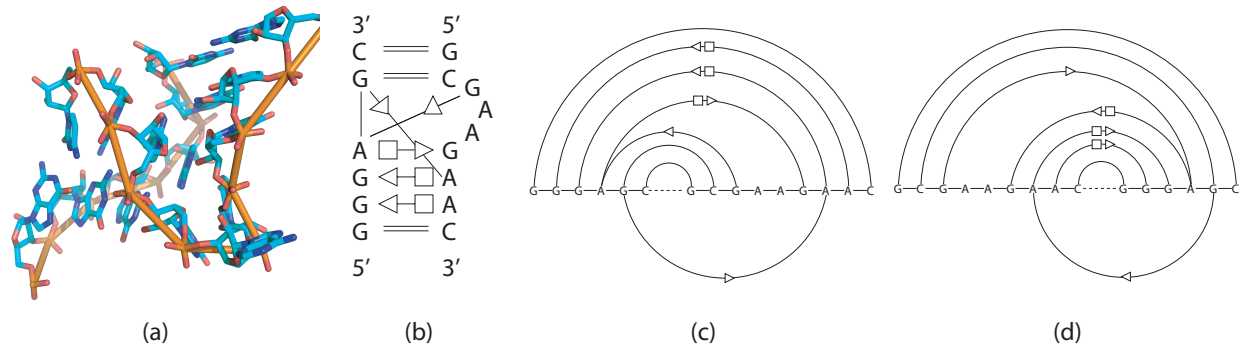 3′ 5′
C G
G C
G
A
A
A G
G A
G A
G C
5′ 3′
G G G A G C G C G A A G A A C
G C G A A G A A C G G G A G C
(a) (b) (c) (d)